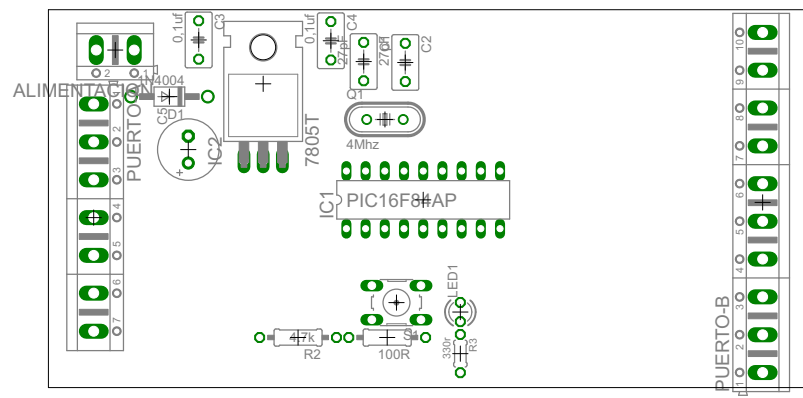 0,1uf
C3
0,1uf
C4
27pF
C1
27pF
C2
10
9
8
7
6
5
4
3
2
1
PUERTO-B
2
1
ALIMENTACION
1N4004
D1
C5
+
IC2
7805T
Q1
4Mhz
PUERTO-
2
3
4
5
6
7
IC1
PIC16F84AP
LED1
S1
4.7k
R2
100R
330r
R3